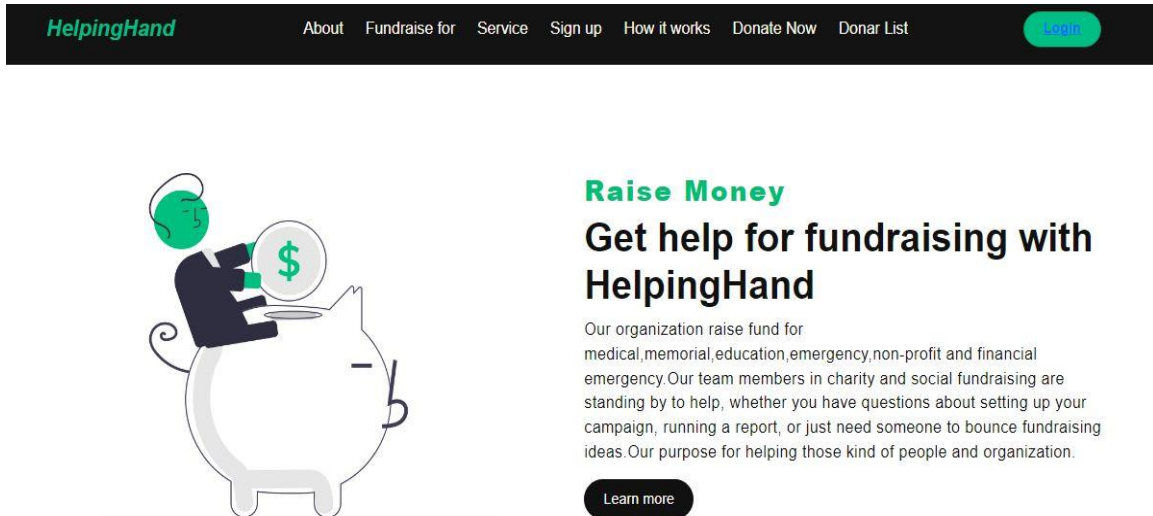 HelpingHand About Fundraise for Service Sign up How it works Donate Now Donar List Login
$
Raise Money
Get help for fundraising with
HelpingHand
Our organization raise fund for
medical,memorial,education,emergency,non-profit and financial
emergency.Our team members in charity and social fundraising are
standing by to help, whether you have questions about setting up your
campaign, running a report, or just need someone to bounce fundraising
ideas.Our purpose for helping those kind of people and organization.
Learn more